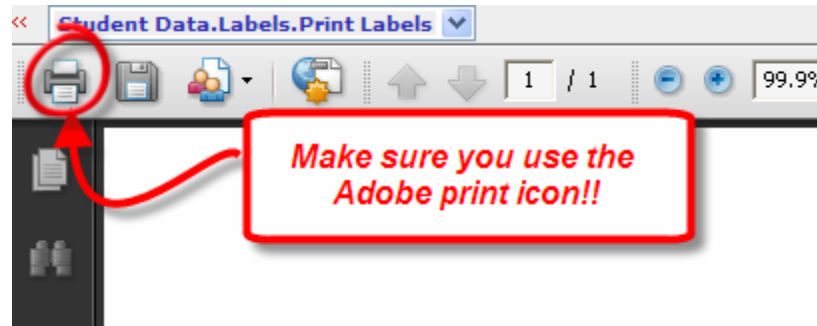 Student Data.Labels.Print Labels
1 / 1 99.9%
Make sure you use the
Adobe print icon!!